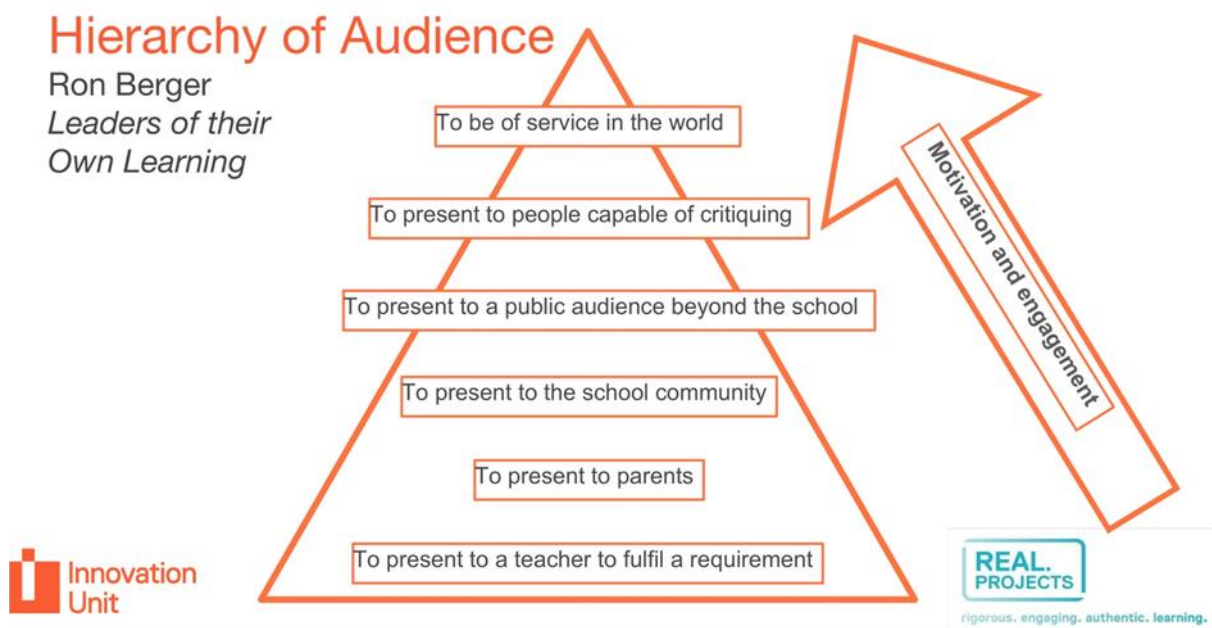 Hierarchy of Audience
Ron Berger
Leaders of their
Own Learning
To be of service in the world
To present to people capable of critiquing
To present to a public audience beyond the school
To present to the school community
To present to parents
To present to a teacher to fulfil a requirement
Motivation and engagement
Innovation
Unit
REAL.
PROJECTS
rigorous. engaging. authentic. learning.